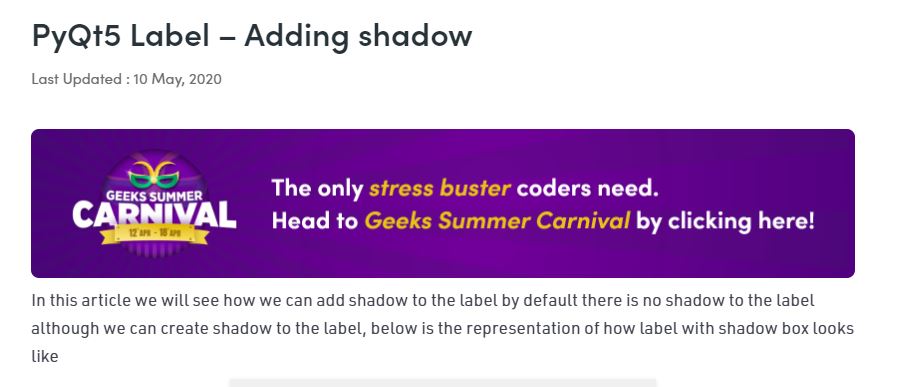 PyQt5 Label – Adding shadow
Last Updated : 10 May, 2020
GEEKS SUMMER
CARNIVAL
12 APR - 18 APR
The only stress buster coders need.
Head to Geeks Summer Carnival by clicking here!
In this article we will see how we can add shadow to the label by default there is no shadow to the label
although we can create shadow to the label, below is the representation of how label with shadow box looks
like